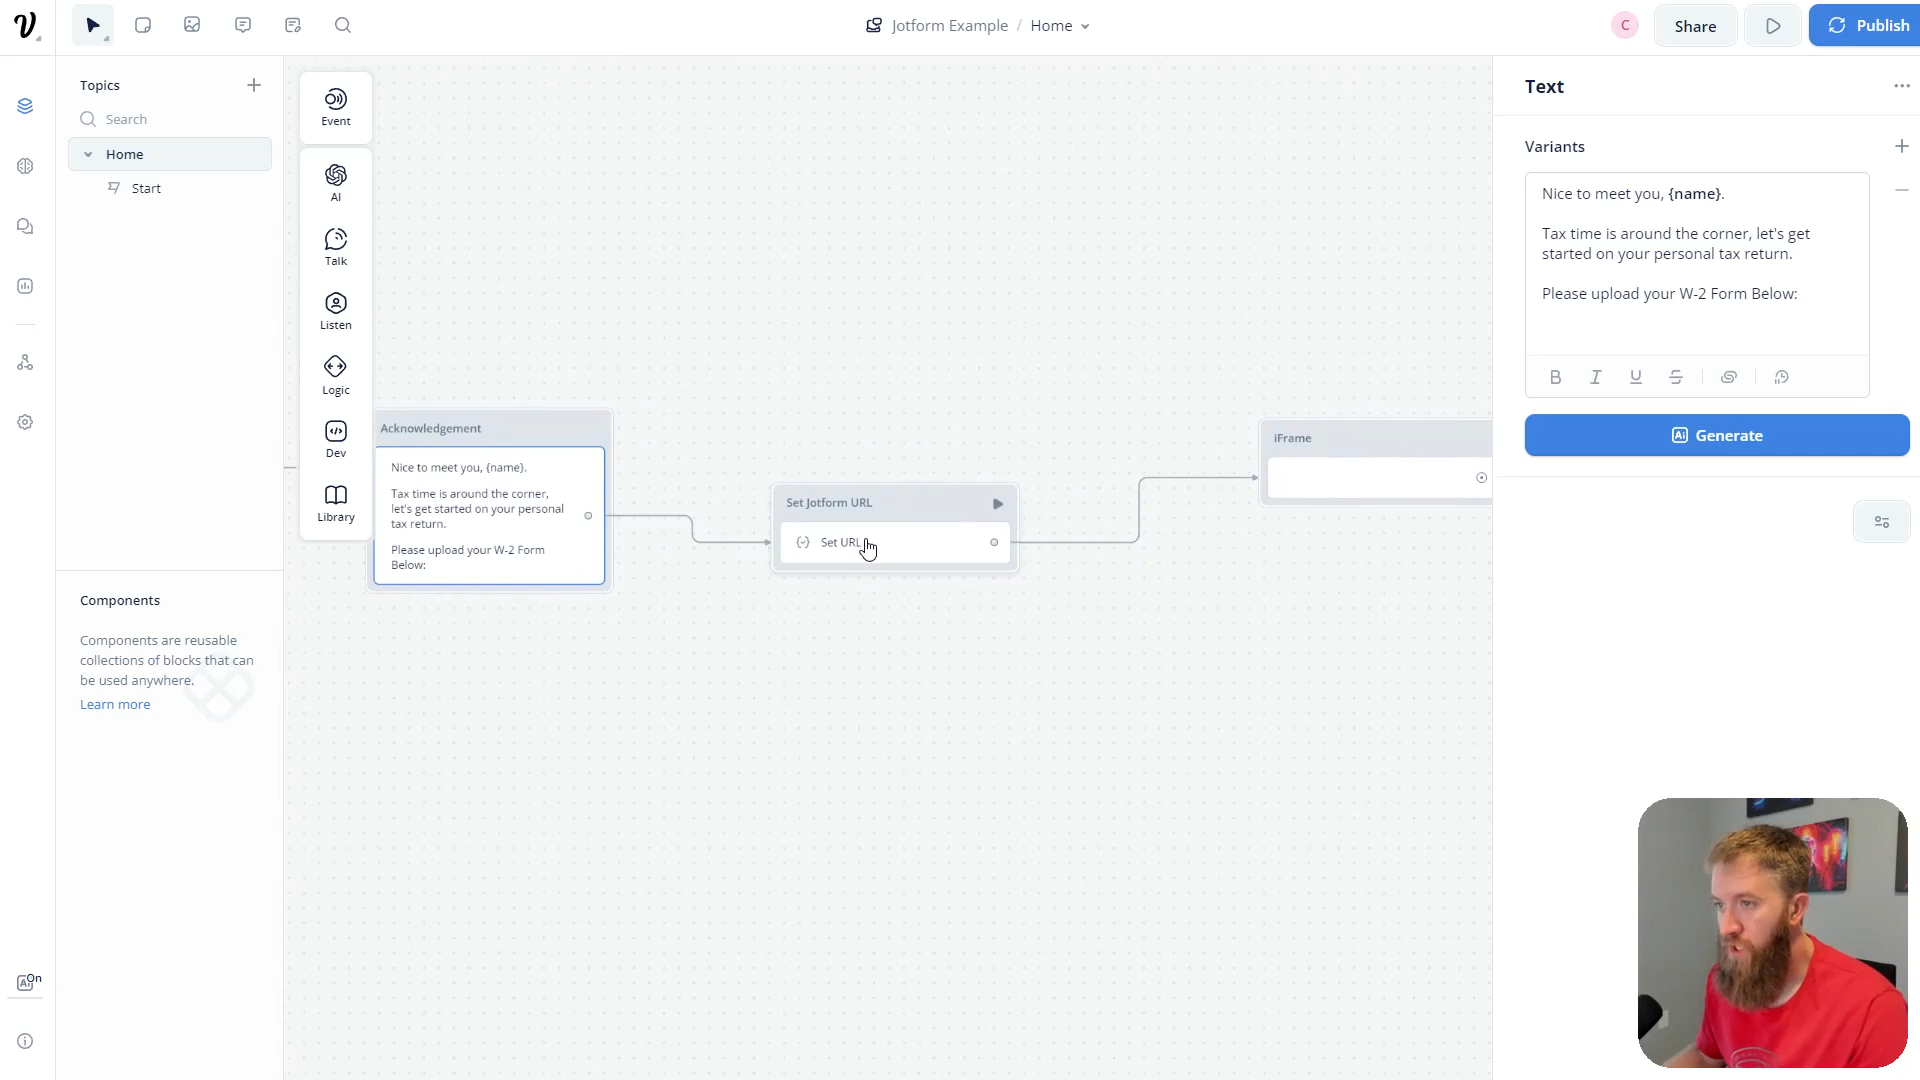 Jotform Example / Home
C
Share
Publish
Topics
Search
Home
Start
Components
Components are reusable
collections of blocks that can
be used anywhere.
Learn more
On
Ai
Event
AI
Talk
Listen
Logic
Dev
Library
Acknowledgement
Nice to meet you, {name}.
Tax time is around the corner,
let's get started on your personal
tax return.
Please upload your W-2 Form
Below:
Set Jotform URL
Set URL
iFrame
Text
Variants
Nice to meet you, {name}.
Tax time is around the corner, let's get
started on your personal tax return.
Please upload your W-2 Form Below:
B I U S
Ai Generate